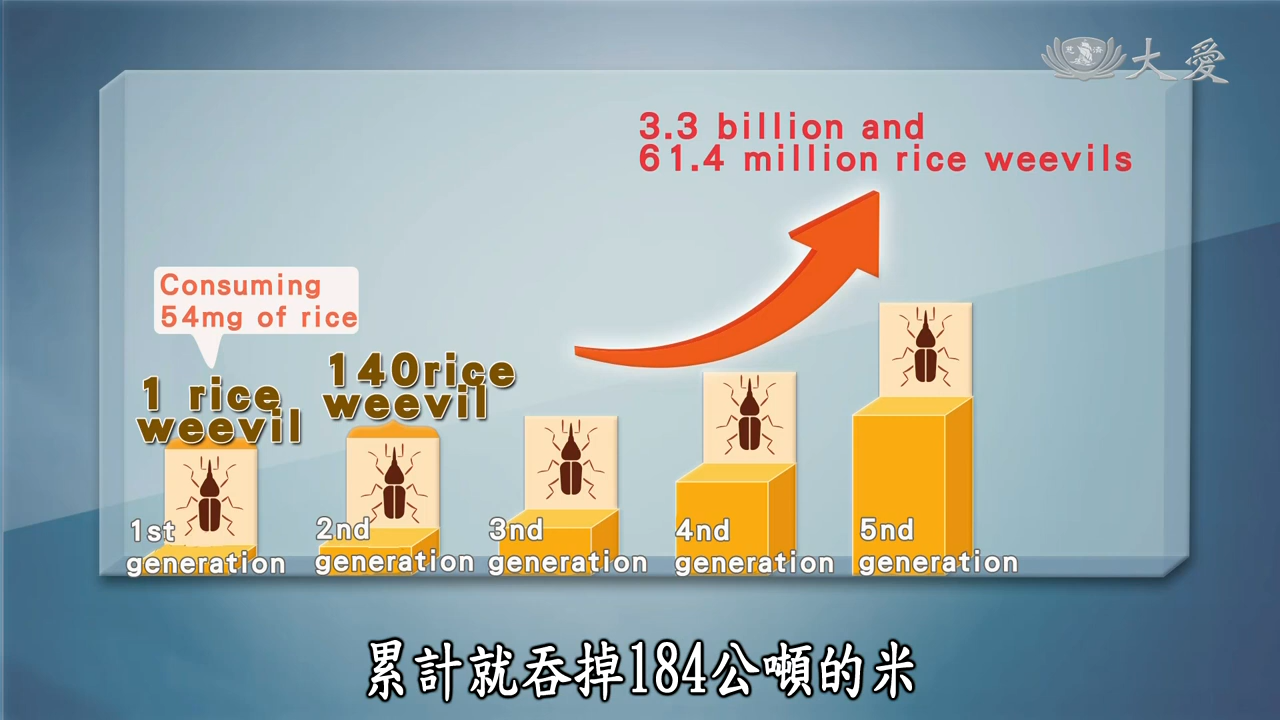 大愛
3.3 billion and
61.4 million rice weevils
Consuming
54mg of rice
1 rice
weevil
140rice
weevil
1st
generation
2nd
generation
3nd
generation
4nd
generation
5nd
generation
累計就吞掉184公噸的米